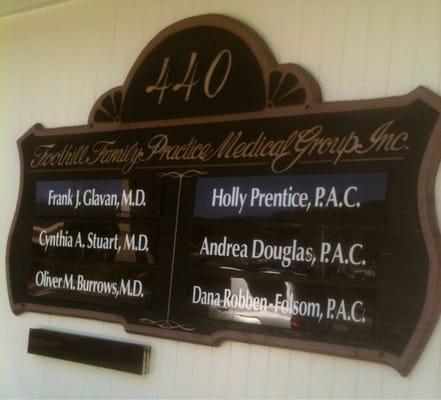 440
Foothill Family Practice Medical Group Inc.
Frank J. Glavan, M.D.
Cynthia A. Stuart, M.D.
Oliver M. Burrows, M.D.
Holly Prentice, P.A.C.
Andrea Douglas, P.A.C.
Dana Robben-Folsom, P.A.C.